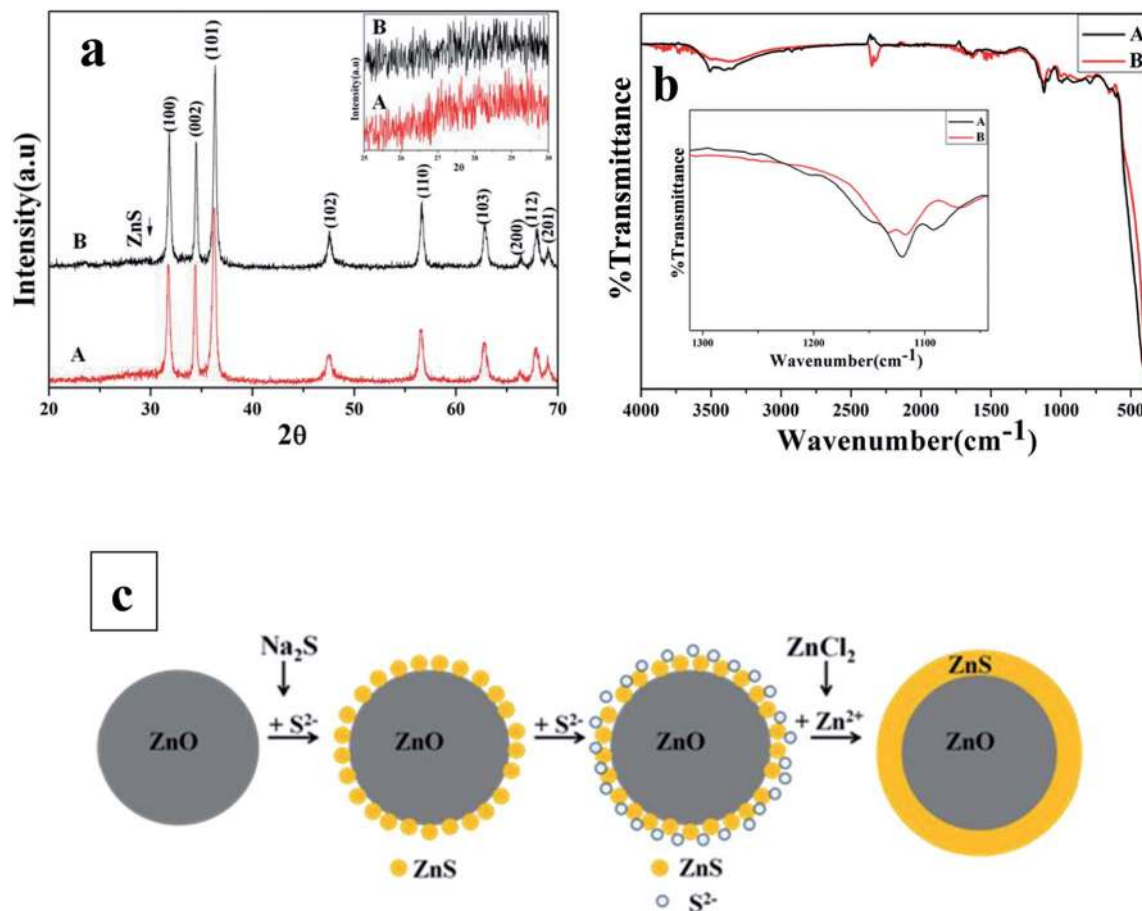 a
Intensity(a.u)
2θ
20 30 40 50 60 70
B
A
ZnS
(100)
(002)
(101)
(102)
(110)
(103)
(200)
(112)
(201)
B
A
Intensity(a.u)
25 26 27 28 29 30
2θ
b
A
B
%Transmittance
4000 3500 3000 2500 2000 1500 1000 500
Wavenumber(cm-1)
A
B
%Transmittance
1300 1200 1100
Wavenumber(cm-1)
c
Na2S
ZnCl2
ZnS
ZnO
+ S2-
ZnO
+ S2-
ZnO
+ Zn2+
ZnO
ZnS
ZnS
S2-